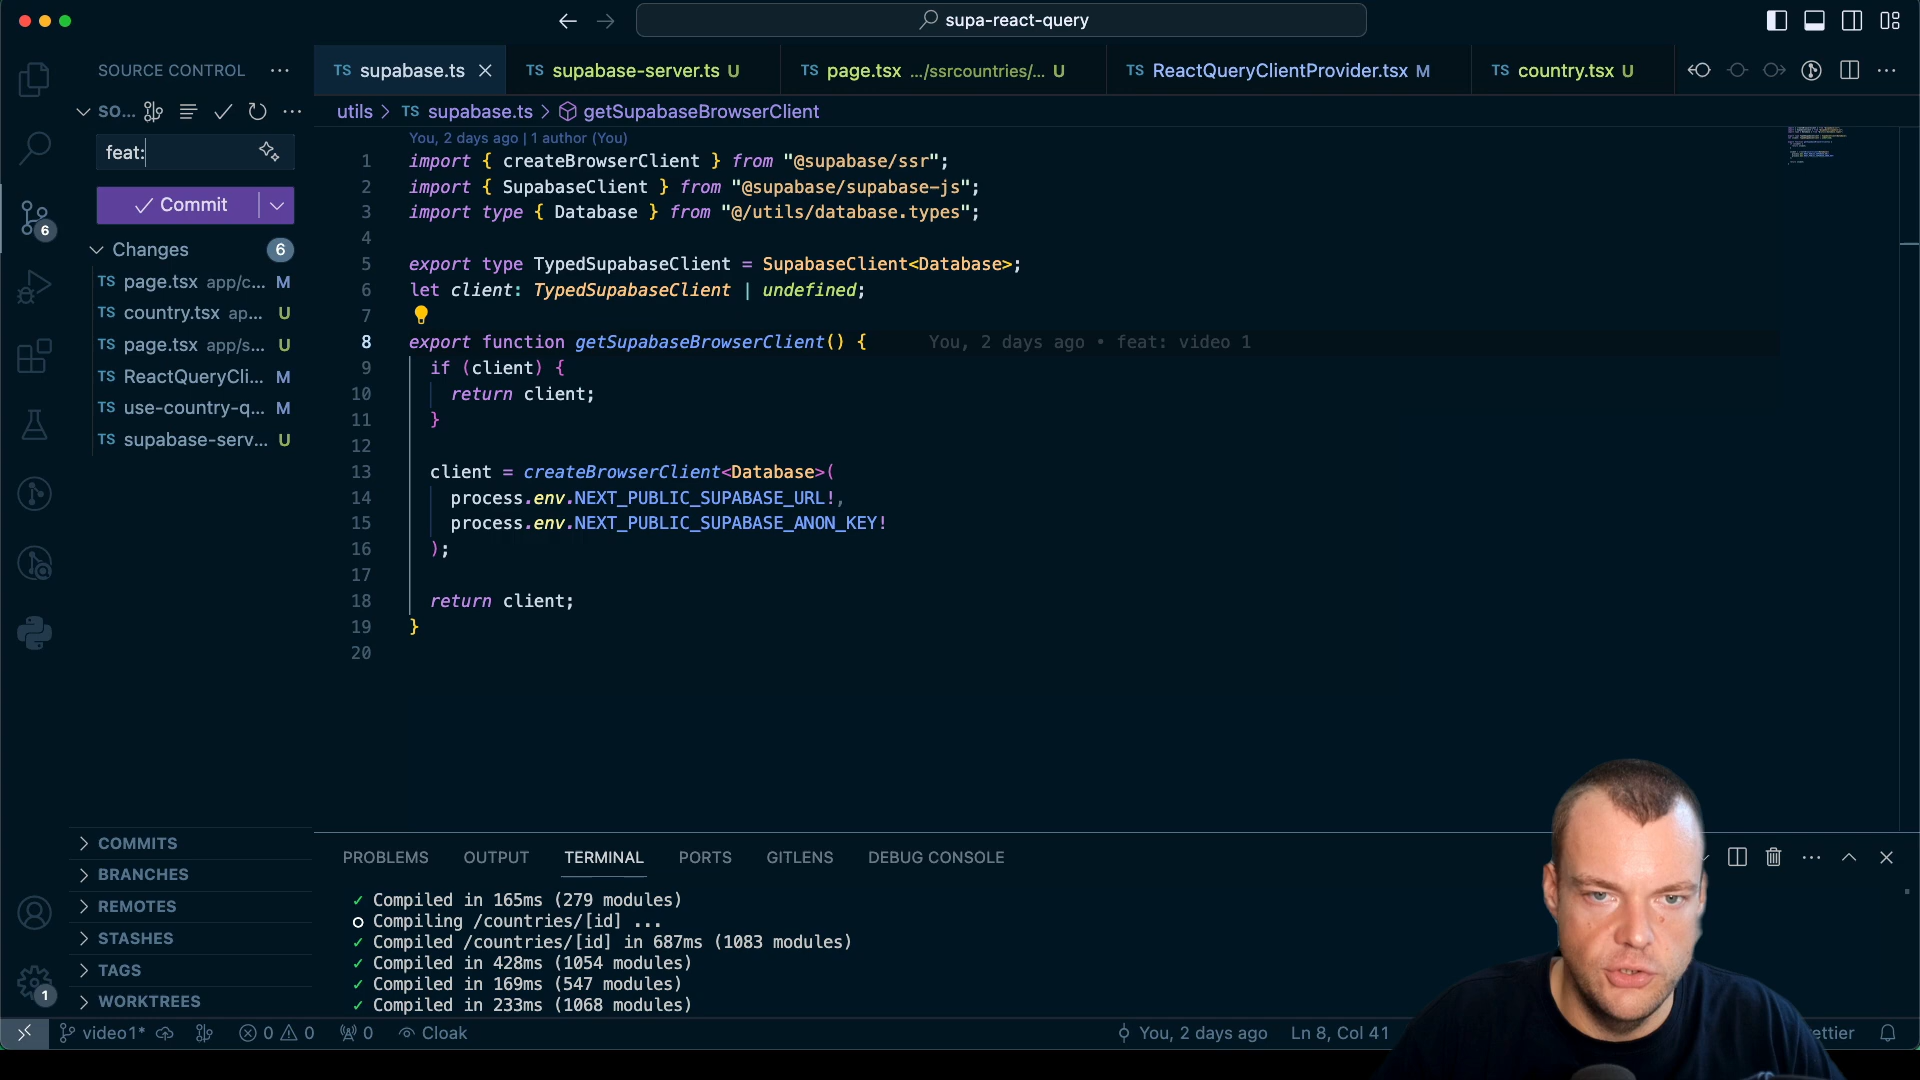 supa-react-query
SOURCE CONTROL
TS supabase.ts
TS supabase-server.ts U
TS page.tsx .../ssrcountries/... U
TS ReactQueryClientProvider.tsx M
TS country.tsx U
SO...
utils > TS supabase.ts > getSupabaseBrowserClient
feat:
Commit
Changes 6
TS page.tsx app/c... M
TS country.tsx ap... U
TS page.tsx app/s... U
TS ReactQueryCli... M
TS use-country-q... M
TS supabase-serv... U
6
You, 2 days ago | 1 author (You)
1 import { createBrowserClient } from "@supabase/ssr";
2 import { SupabaseClient } from "@supabase/supabase-js";
3 import type { Database } from "@/utils/database.types";
4
5 export type TypedSupabaseClient = SupabaseClient<Database>;
6 let client: TypedSupabaseClient | undefined;
7
8 export function getSupabaseBrowserClient() { You, 2 days ago • feat: video 1
9 if (client) {
10 return client;
11 }
12
13 client = createBrowserClient<Database>(
14 process.env.NEXT_PUBLIC_SUPABASE_URL!,
15 process.env.NEXT_PUBLIC_SUPABASE_ANON_KEY!
16 );
17
18 return client;
19 }
20
COMMITS
BRANCHES
REMOTES
STASHES
TAGS
WORKTREES
1
PROBLEMS OUTPUT TERMINAL PORTS GITLENS DEBUG CONSOLE
✓ Compiled in 165ms (279 modules)
○ Compiling /countries/[id] ...
✓ Compiled /countries/[id] in 687ms (1083 modules)
✓ Compiled in 428ms (1054 modules)
✓ Compiled in 169ms (547 modules)
✓ Compiled in 233ms (1068 modules)
video1* 0 0 0 Cloak You, 2 days ago Ln 8, Col 41 ettier